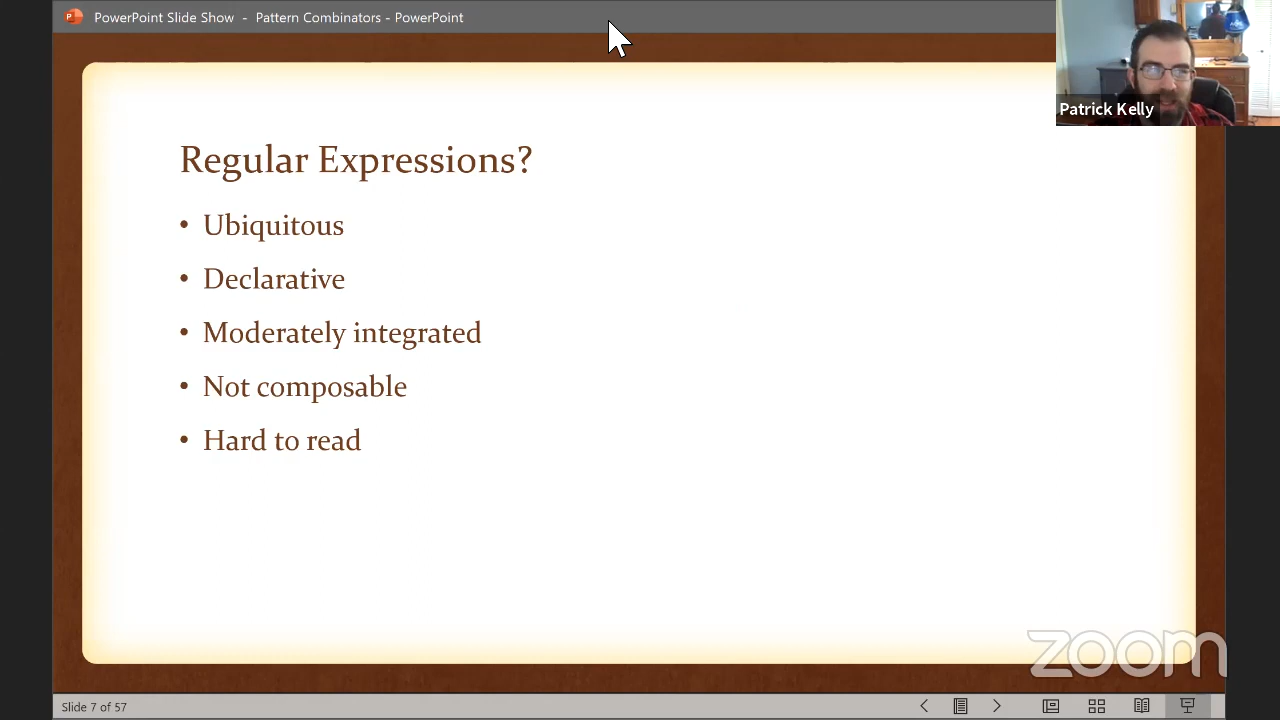 PowerPoint Slide Show - Pattern Combinators - PowerPoint
Patrick Kelly
Regular Expressions?
• Ubiquitous
• Declarative
• Moderately integrated
• Not composable
• Hard to read
zoom
Slide 7 of 57